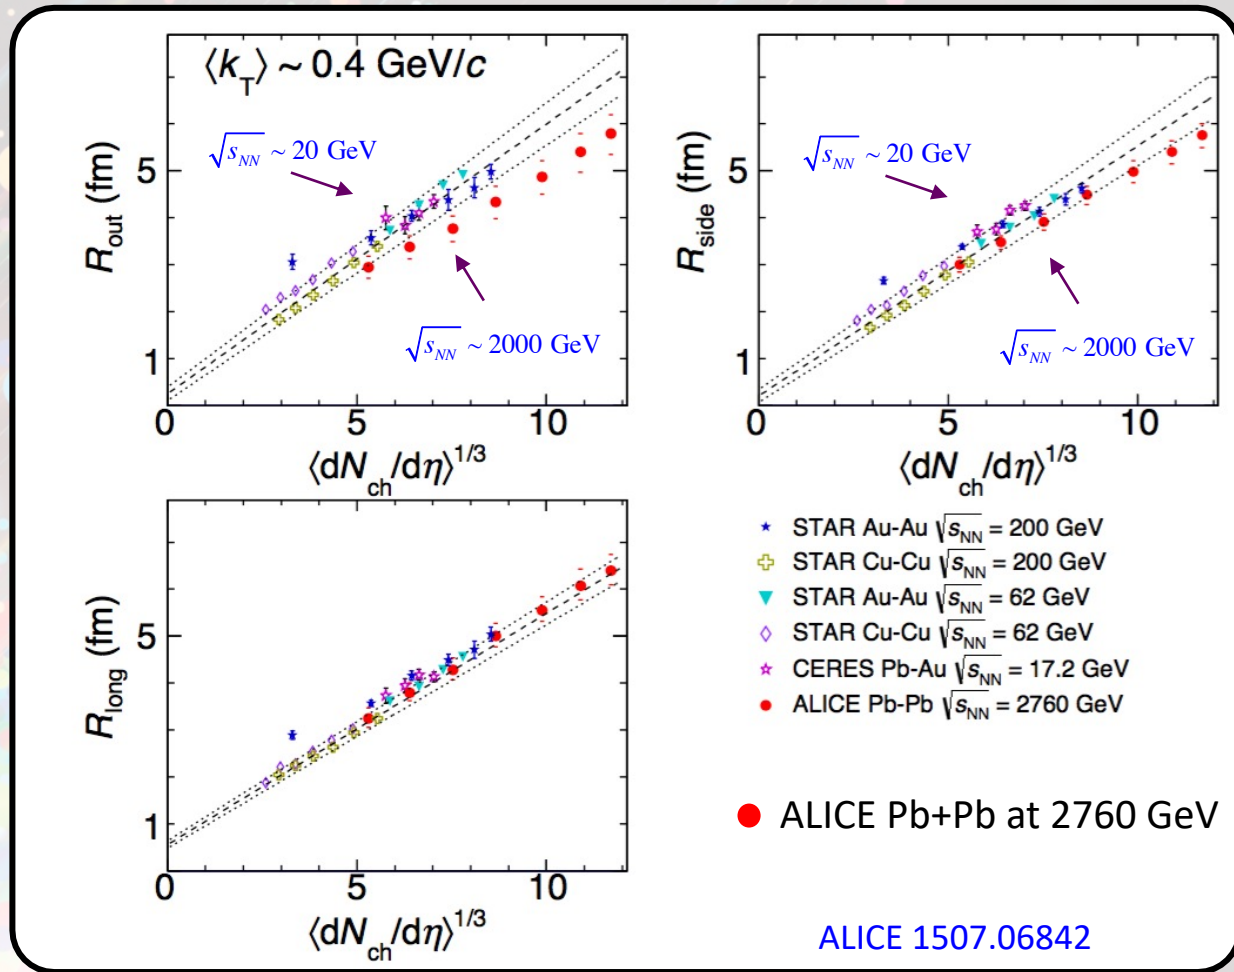 ⟨k_T⟩ ~ 0.4 GeV/c
√s_NN ~ 20 GeV
R_out (fm)
5
1
√s_NN ~ 2000 GeV
0 5 10
⟨dN_ch/dη⟩^1/3
√s_NN ~ 20 GeV
R_side (fm)
5
1
√s_NN ~ 2000 GeV
0 5 10
⟨dN_ch/dη⟩^1/3
R_long (fm)
5
1
0 5 10
⟨dN_ch/dη⟩^1/3
STAR Au-Au √s_NN = 200 GeV
STAR Cu-Cu √s_NN = 200 GeV
STAR Au-Au √s_NN = 62 GeV
STAR Cu-Cu √s_NN = 62 GeV
CERES Pb-Au √s_NN = 17.2 GeV
ALICE Pb-Pb √s_NN = 2760 GeV
ALICE Pb+Pb at 2760 GeV
ALICE 1507.06842